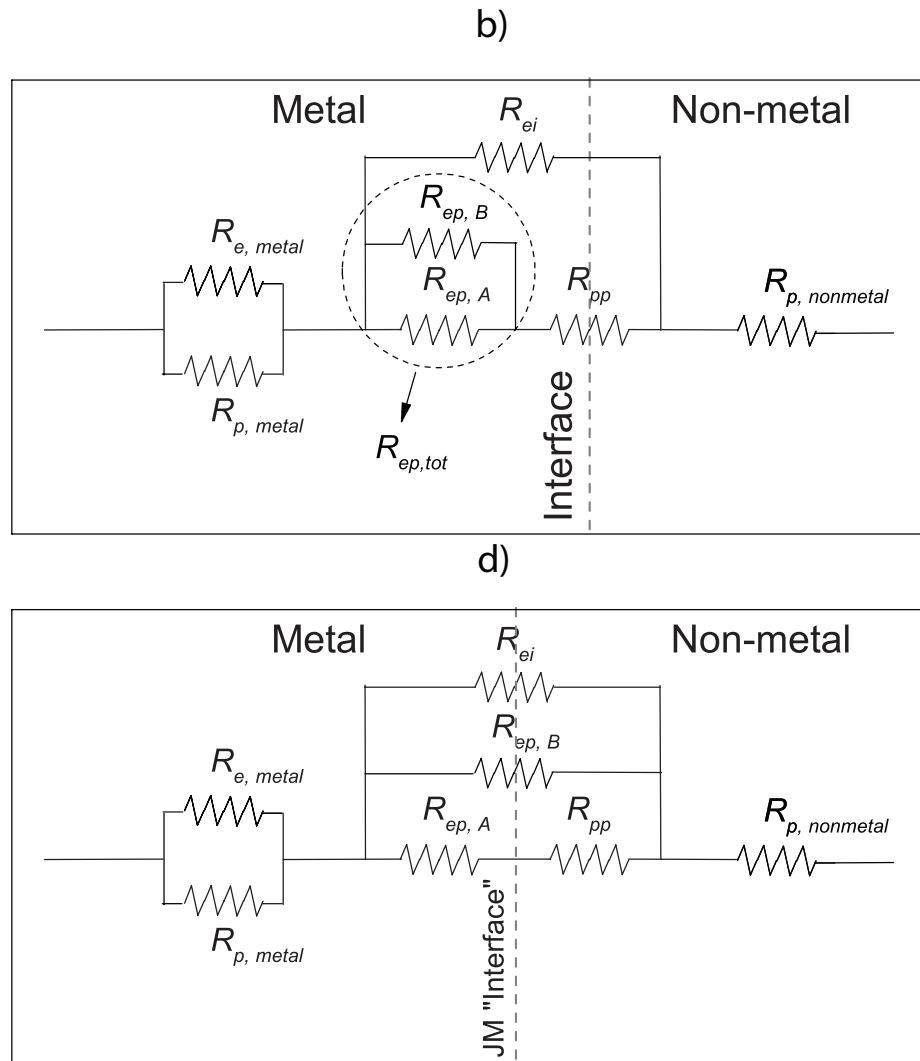 b)
Metal
Non-metal
R_ei
R_ep, B
R_e, metal
R_ep, A
R_pp
R_p, nonmetal
R_p, metal
R_ep,tot
Interface
d)
Metal
Non-metal
R_ei
R_ep, B
R_e, metal
R_ep, A
R_pp
R_p, nonmetal
R_p, metal
JM "Interface"